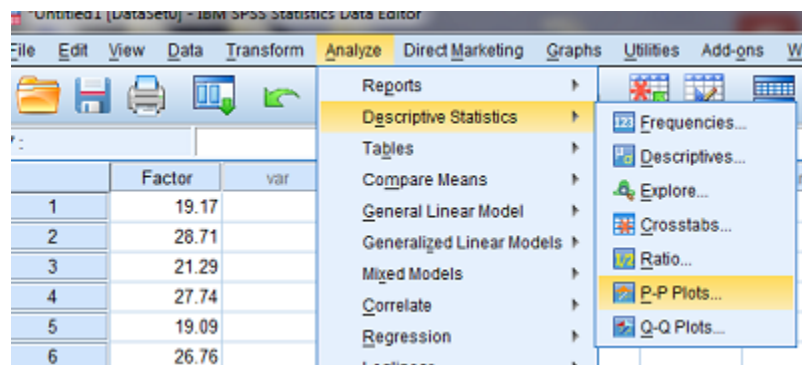 *Untitled1 [DataSet0] - IBM SPSS Statistics Data Editor
File Edit View Data Transform Analyze Direct Marketing Graphs Utilities Add-ons W
Reports
Descriptive Statistics
Tables
Compare Means
General Linear Model
Generalized Linear Models
Mixed Models
Correlate
Regression
Loglinear
Frequencies...
Descriptives...
Explore...
Crosstabs...
Ratio...
P-P Plots...
Q-Q Plots...
Factor var
1 19.17
2 28.71
3 21.29
4 27.74
5 19.09
6 26.76